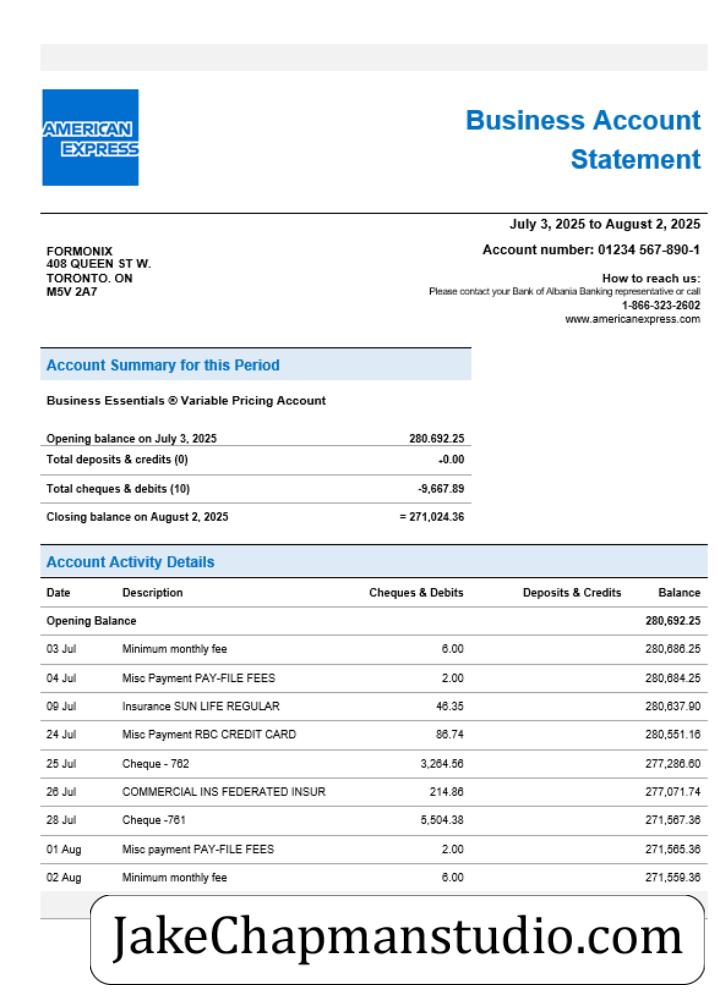 AMERICAN
EXPRESS
Business Account
Statement
July 3, 2025 to August 2, 2025
Account number: 01234 567-890-1
FORMONIX
408 QUEEN ST W.
TORONTO. ON
M5V 2A7
How to reach us:
Please contact your Bank of Albania Banking representative or call
1-866-323-2602
www.americanexpress.com
Account Summary for this Period
Business Essentials ® Variable Pricing Account
Opening balance on July 3, 2025 280.692.25
Total deposits & credits (0) -0.00
Total cheques & debits (10) -9,667.89
Closing balance on August 2, 2025 = 271,024.36
Account Activity Details
Date Description Cheques & Debits Deposits & Credits Balance
Opening Balance 280,692.25
03 Jul Minimum monthly fee 6.00 280,686.25
04 Jul Misc Payment PAY-FILE FEES 2.00 280,684.25
09 Jul Insurance SUN LIFE REGULAR 46.35 280,637.90
24 Jul Misc Payment RBC CREDIT CARD 86.74 280,551.16
25 Jul Cheque - 762 3,264.56 277,286.60
26 Jul COMMERCIAL INS FEDERATED INSUR 214.86 277,071.74
28 Jul Cheque -761 5,504.38 271,567.36
01 Aug Misc payment PAY-FILE FEES 2.00 271,565.36
02 Aug Minimum monthly fee 6.00 271,559.36
JakeChapmanstudio.com